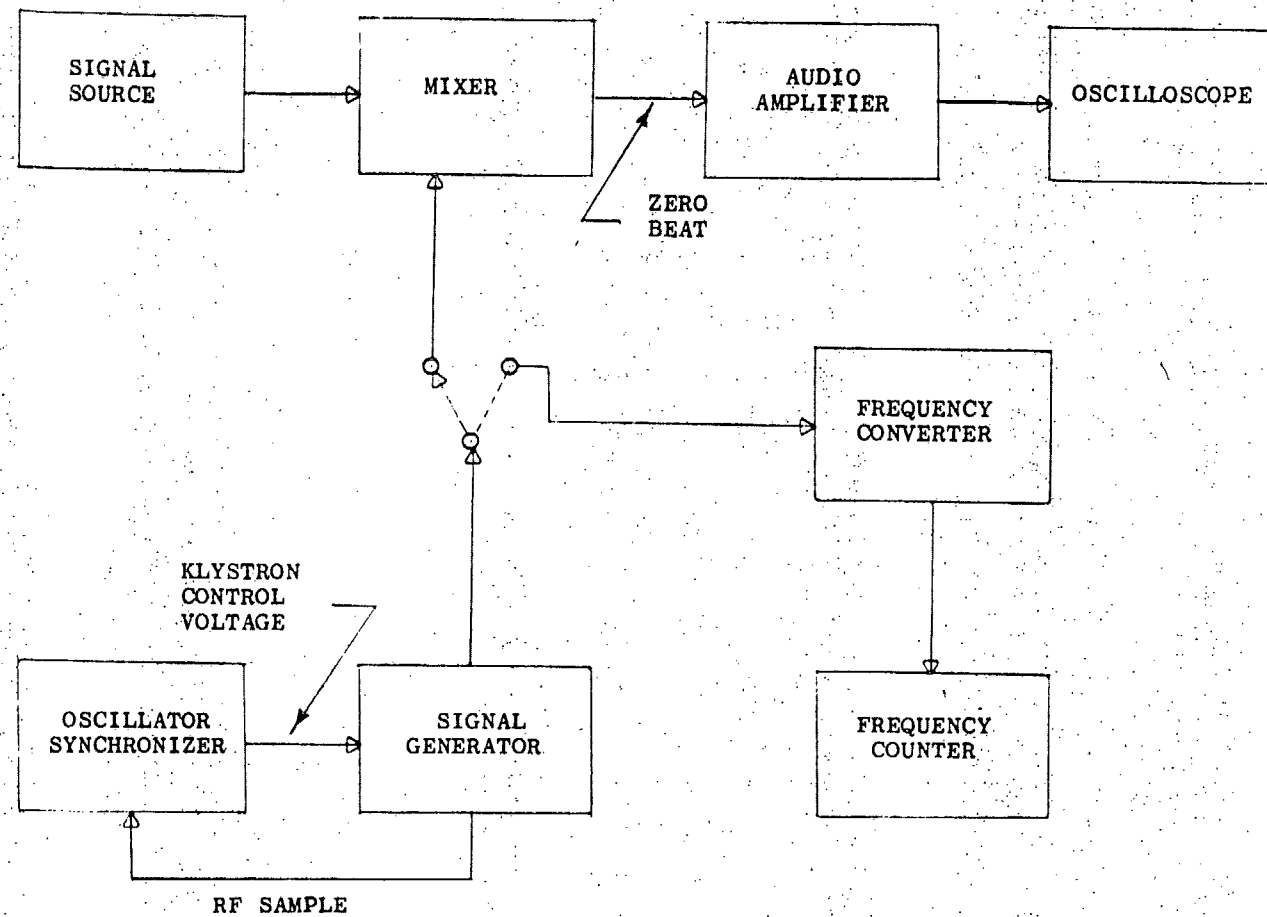 SIGNAL
SOURCE
MIXER
AUDIO
AMPLIFIER
OSCILLOSCOPE
ZERO
BEAT
FREQUENCY
CONVERTER
KLYSTRON
CONTROL
VOLTAGE
OSCILLATOR
SYNCHRONIZER
SIGNAL
GENERATOR
FREQUENCY
COUNTER
RF SAMPLE